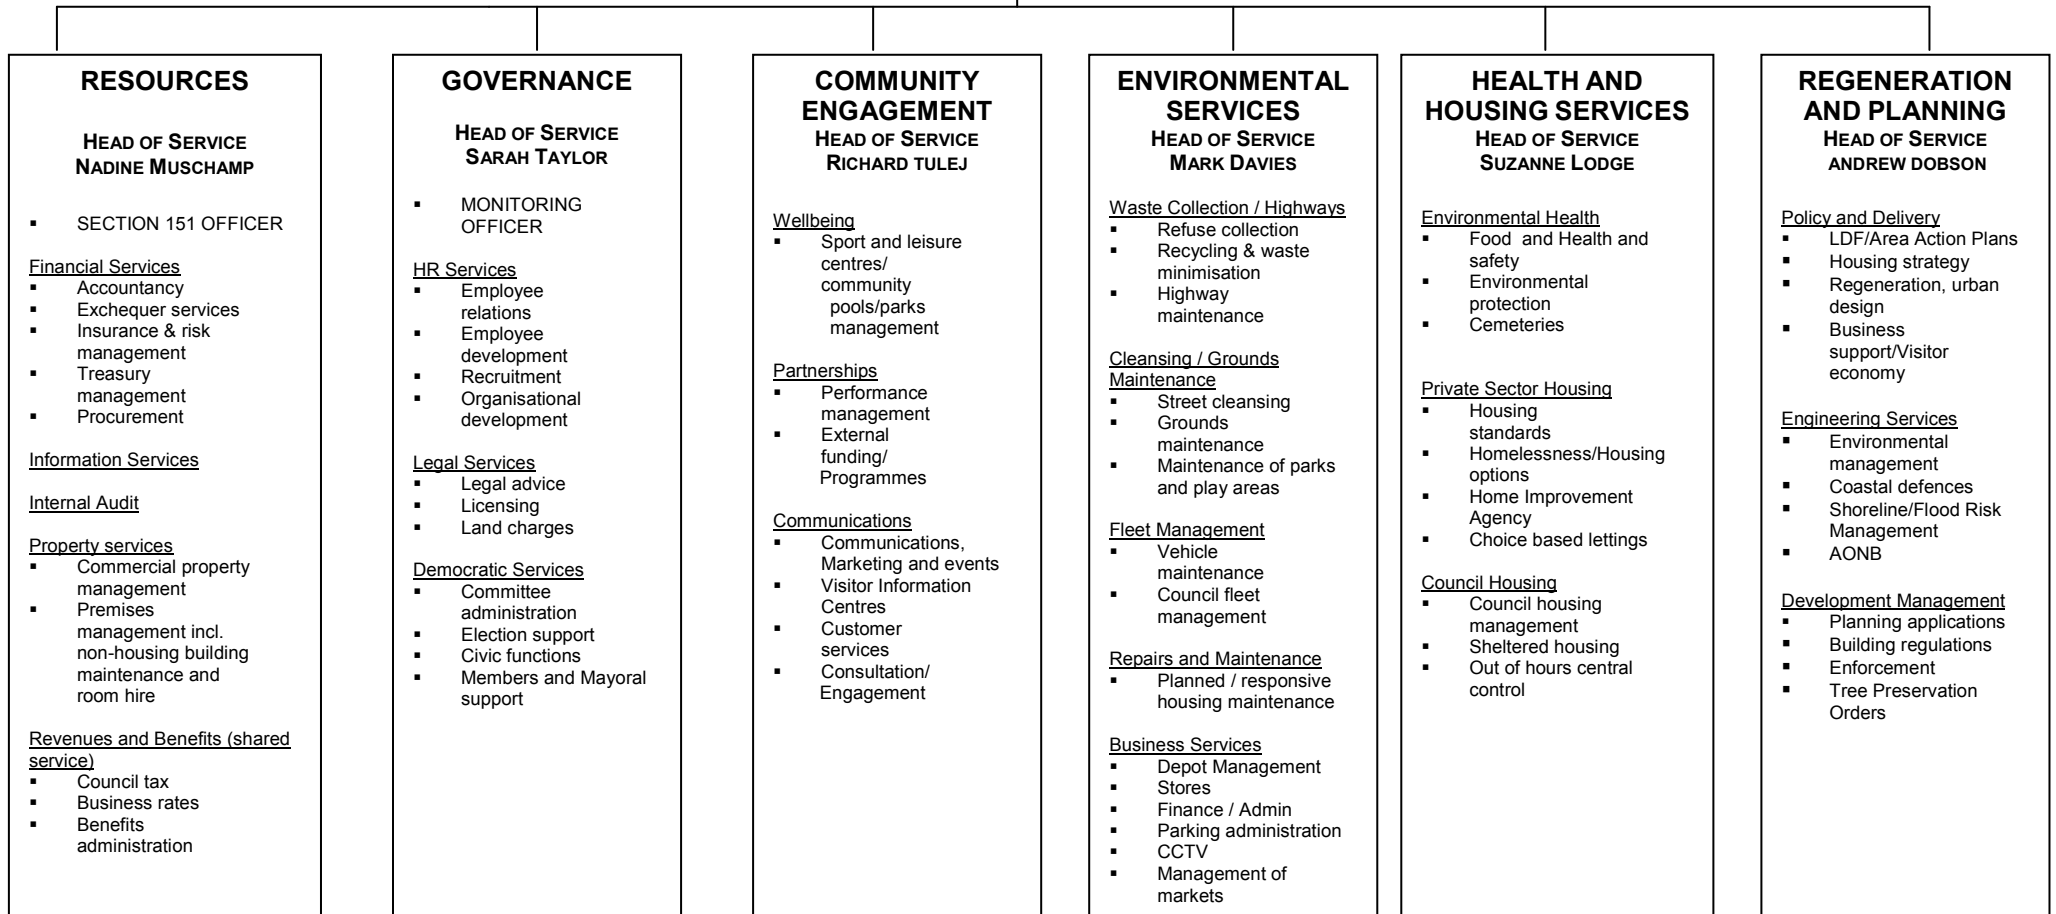 RESOURCES
HEAD OF SERVICE
NADINE MUSCHAMP
▪ SECTION 151 OFFICER
Financial Services
▪ Accountancy
▪ Exchequer services
▪ Insurance & risk
management
▪ Treasury
management
▪ Procurement
Information Services
Internal Audit
Property services
▪ Commercial property
management
▪ Premises
management incl.
non-housing building
maintenance and
room hire
Revenues and Benefits (shared
service)
▪ Council tax
▪ Business rates
▪ Benefits
administration
GOVERNANCE
HEAD OF SERVICE
SARAH TAYLOR
▪ MONITORING
OFFICER
HR Services
▪ Employee
relations
▪ Employee
development
▪ Recruitment
▪ Organisational
development
Legal Services
▪ Legal advice
▪ Licensing
▪ Land charges
Democratic Services
▪ Committee
administration
▪ Election support
▪ Civic functions
▪ Members and Mayoral
support
COMMUNITY
ENGAGEMENT
HEAD OF SERVICE
RICHARD TULEJ
Wellbeing
▪ Sport and leisure
centres/
community
pools/parks
management
Partnerships
▪ Performance
management
▪ External
funding/
Programmes
Communications
▪ Communications,
Marketing and events
▪ Visitor Information
Centres
▪ Customer
services
▪ Consultation/
Engagement
ENVIRONMENTAL
SERVICES
HEAD OF SERVICE
MARK DAVIES
Waste Collection / Highways
▪ Refuse collection
▪ Recycling & waste
minimisation
▪ Highway
maintenance
Cleansing / Grounds
Maintenance
▪ Street cleansing
▪ Grounds
maintenance
▪ Maintenance of parks
and play areas
Fleet Management
▪ Vehicle
maintenance
▪ Council fleet
management
Repairs and Maintenance
▪ Planned / responsive
housing maintenance
Business Services
▪ Depot Management
▪ Stores
▪ Finance / Admin
▪ Parking administration
▪ CCTV
▪ Management of
markets
HEALTH AND
HOUSING SERVICES
HEAD OF SERVICE
SUZANNE LODGE
Environmental Health
▪ Food and Health and
safety
▪ Environmental
protection
▪ Cemeteries
Private Sector Housing
▪ Housing
standards
▪ Homelessness/Housing
options
▪ Home Improvement
Agency
▪ Choice based lettings
Council Housing
▪ Council housing
management
▪ Sheltered housing
▪ Out of hours central
control
REGENERATION
AND PLANNING
HEAD OF SERVICE
ANDREW DOBSON
Policy and Delivery
▪ LDF/Area Action Plans
▪ Housing strategy
▪ Regeneration, urban
design
▪ Business
support/Visitor
economy
Engineering Services
▪ Environmental
management
▪ Coastal defences
▪ Shoreline/Flood Risk
Management
▪ AONB
Development Management
▪ Planning applications
▪ Building regulations
▪ Enforcement
▪ Tree Preservation
Orders